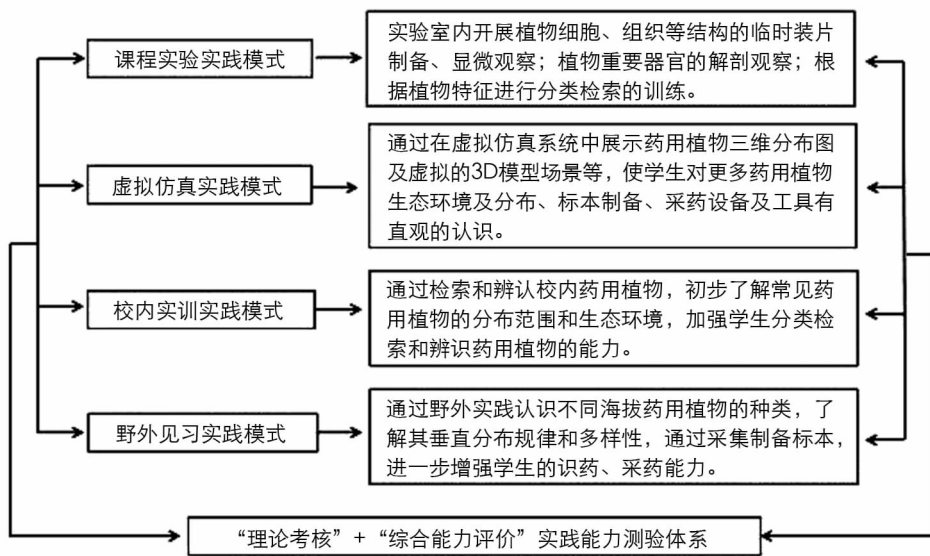 课程实验实践模式
实验室内开展植物细胞、组织等结构的临时装片
制备、显微观察；植物重要器官的解剖观察；根
据植物特征进行分类检索的训练。
虚拟仿真实践模式
通过在虚拟仿真系统中展示药用植物三维分布图
及虚拟的3D模型场景等，使学生对更多药用植物
生态环境及分布、标本制备、采药设备及工具有
直观的认识。
校内实训实践模式
通过检索和辨认校内药用植物，初步了解常见药
用植物的分布范围和生态环境，加强学生分类检
索和辨识药用植物的能力。
野外见习实践模式
通过野外实践认识不同海拔药用植物的种类，了
解其垂直分布规律和多样性，通过采集制备标本，
进一步增强学生的识药、采药能力。
“理论考核”+“综合能力评价”实践能力测验体系